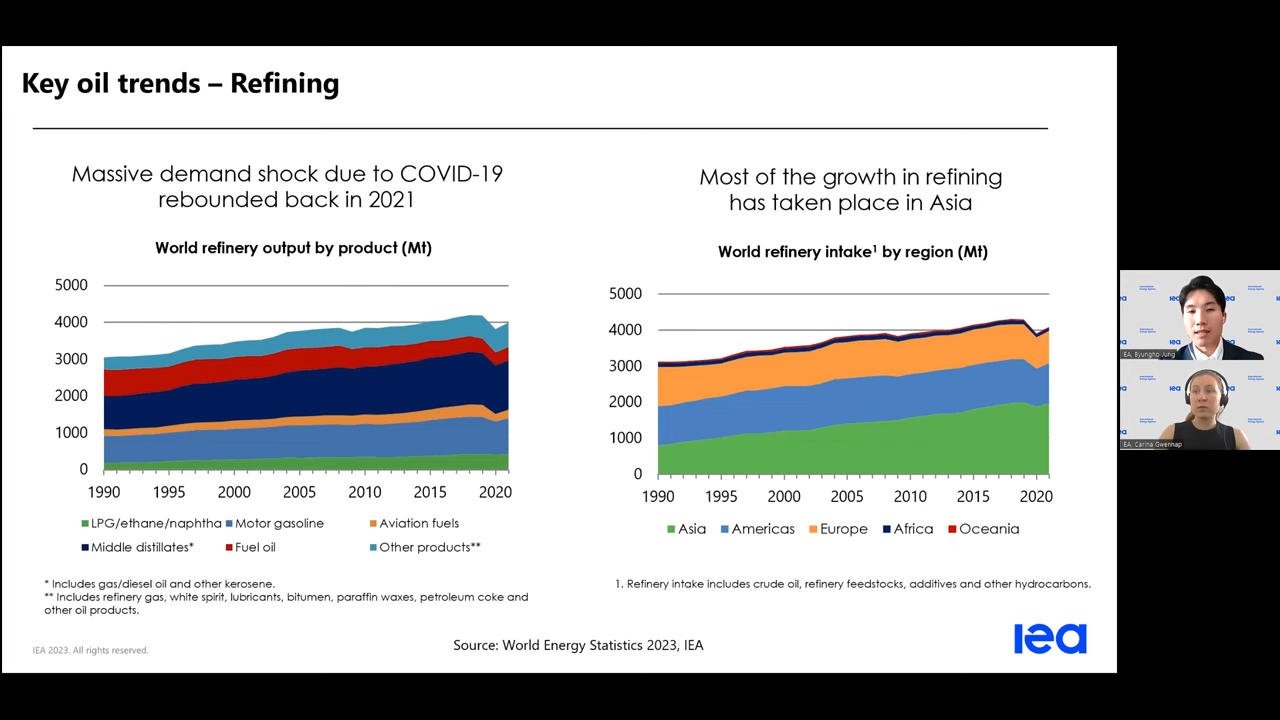 Key oil trends – Refining
Massive demand shock due to COVID-19
rebounded back in 2021
World refinery output by product (Mt)
5000
4000
3000
2000
1000
0
1990 1995 2000 2005 2010 2015 2020
LPG/ethane/naphtha Motor gasoline Aviation fuels
Middle distillates* Fuel oil Other products**
* Includes gas/diesel oil and other kerosene.
** Includes refinery gas, white spirit, lubricants, bitumen, paraffin waxes, petroleum coke and
other oil products.
Most of the growth in refining
has taken place in Asia
World refinery intake¹ by region (Mt)
5000
4000
3000
2000
1000
0
1990 1995 2000 2005 2010 2015 2020
Asia Americas Europe Africa Oceania
1. Refinery intake includes crude oil, refinery feedstocks, additives and other hydrocarbons.
iea
IEA 2023. All rights reserved.
Source: World Energy Statistics 2023, IEA
IEA, Byungho Jung
IEA, Carina Gwennap